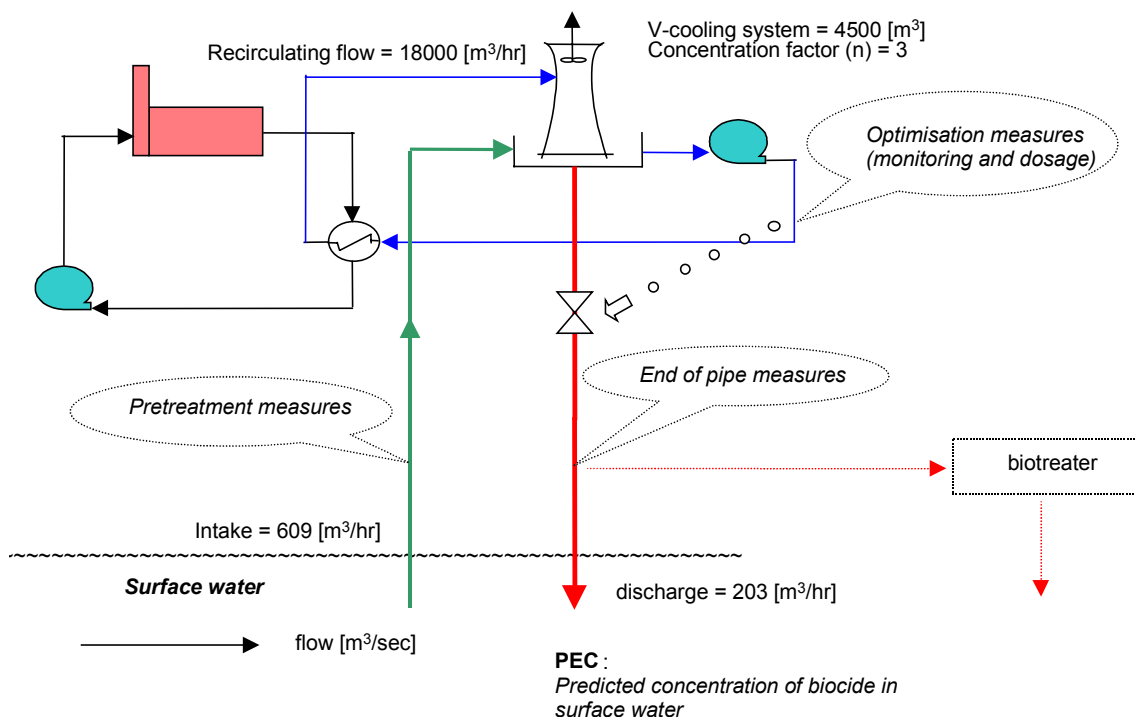 V-cooling system = 4500 [m³]
Recirculating flow = 18000 [m³/hr]
Concentration factor (n) = 3
Optimisation measures
(monitoring and dosage)
End of pipe measures
Pretreatment measures
biotreater
Intake = 609 [m³/hr]
Surface water
discharge = 203 [m³/hr]
flow [m³/sec]
PEC :
Predicted concentration of biocide in
surface water